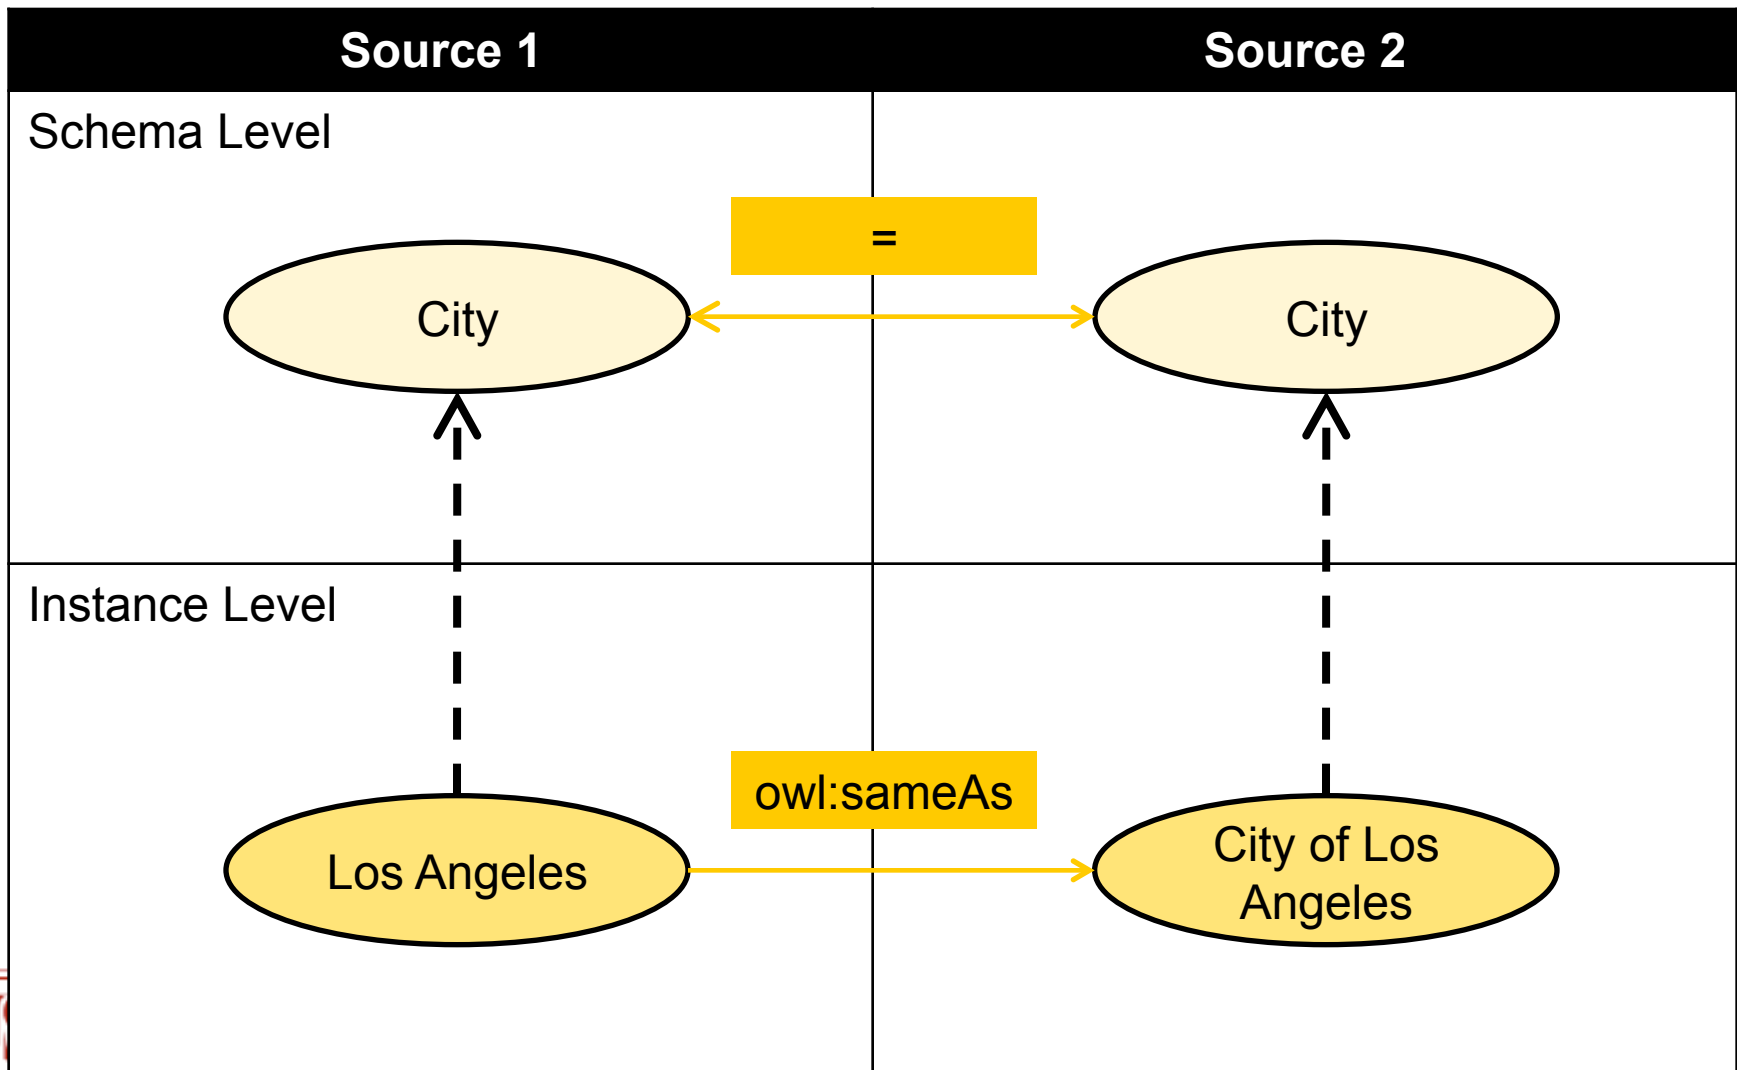 Source 1
Source 2
Schema Level
=
City
City
Instance Level
owl:sameAs
Los Angeles
City of Los
Angeles